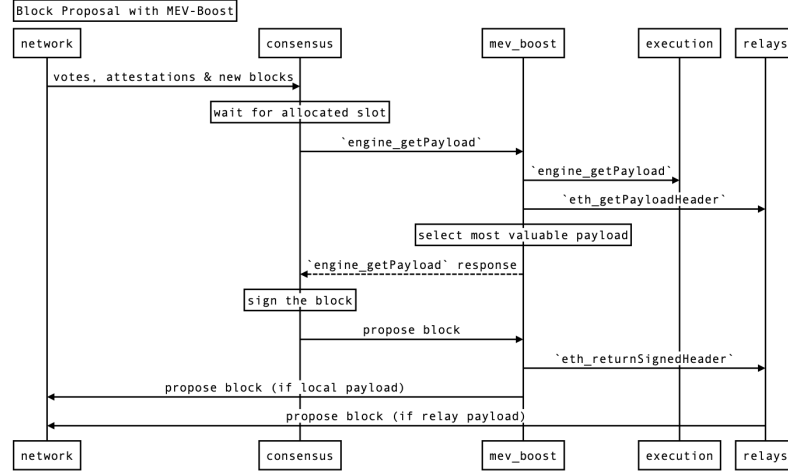 Block Proposal with MEV-Boost
network consensus mev_boost execution relays
votes, attestations & new blocks
wait for allocated slot
`engine_getPayload`
`engine_getPayload`
`eth_getPayloadHeader`
select most valuable payload
`engine_getPayload` response
sign the block
propose block
`eth_returnSignedHeader`
propose block (if local payload)
propose block (if relay payload)
network consensus mev_boost execution relays